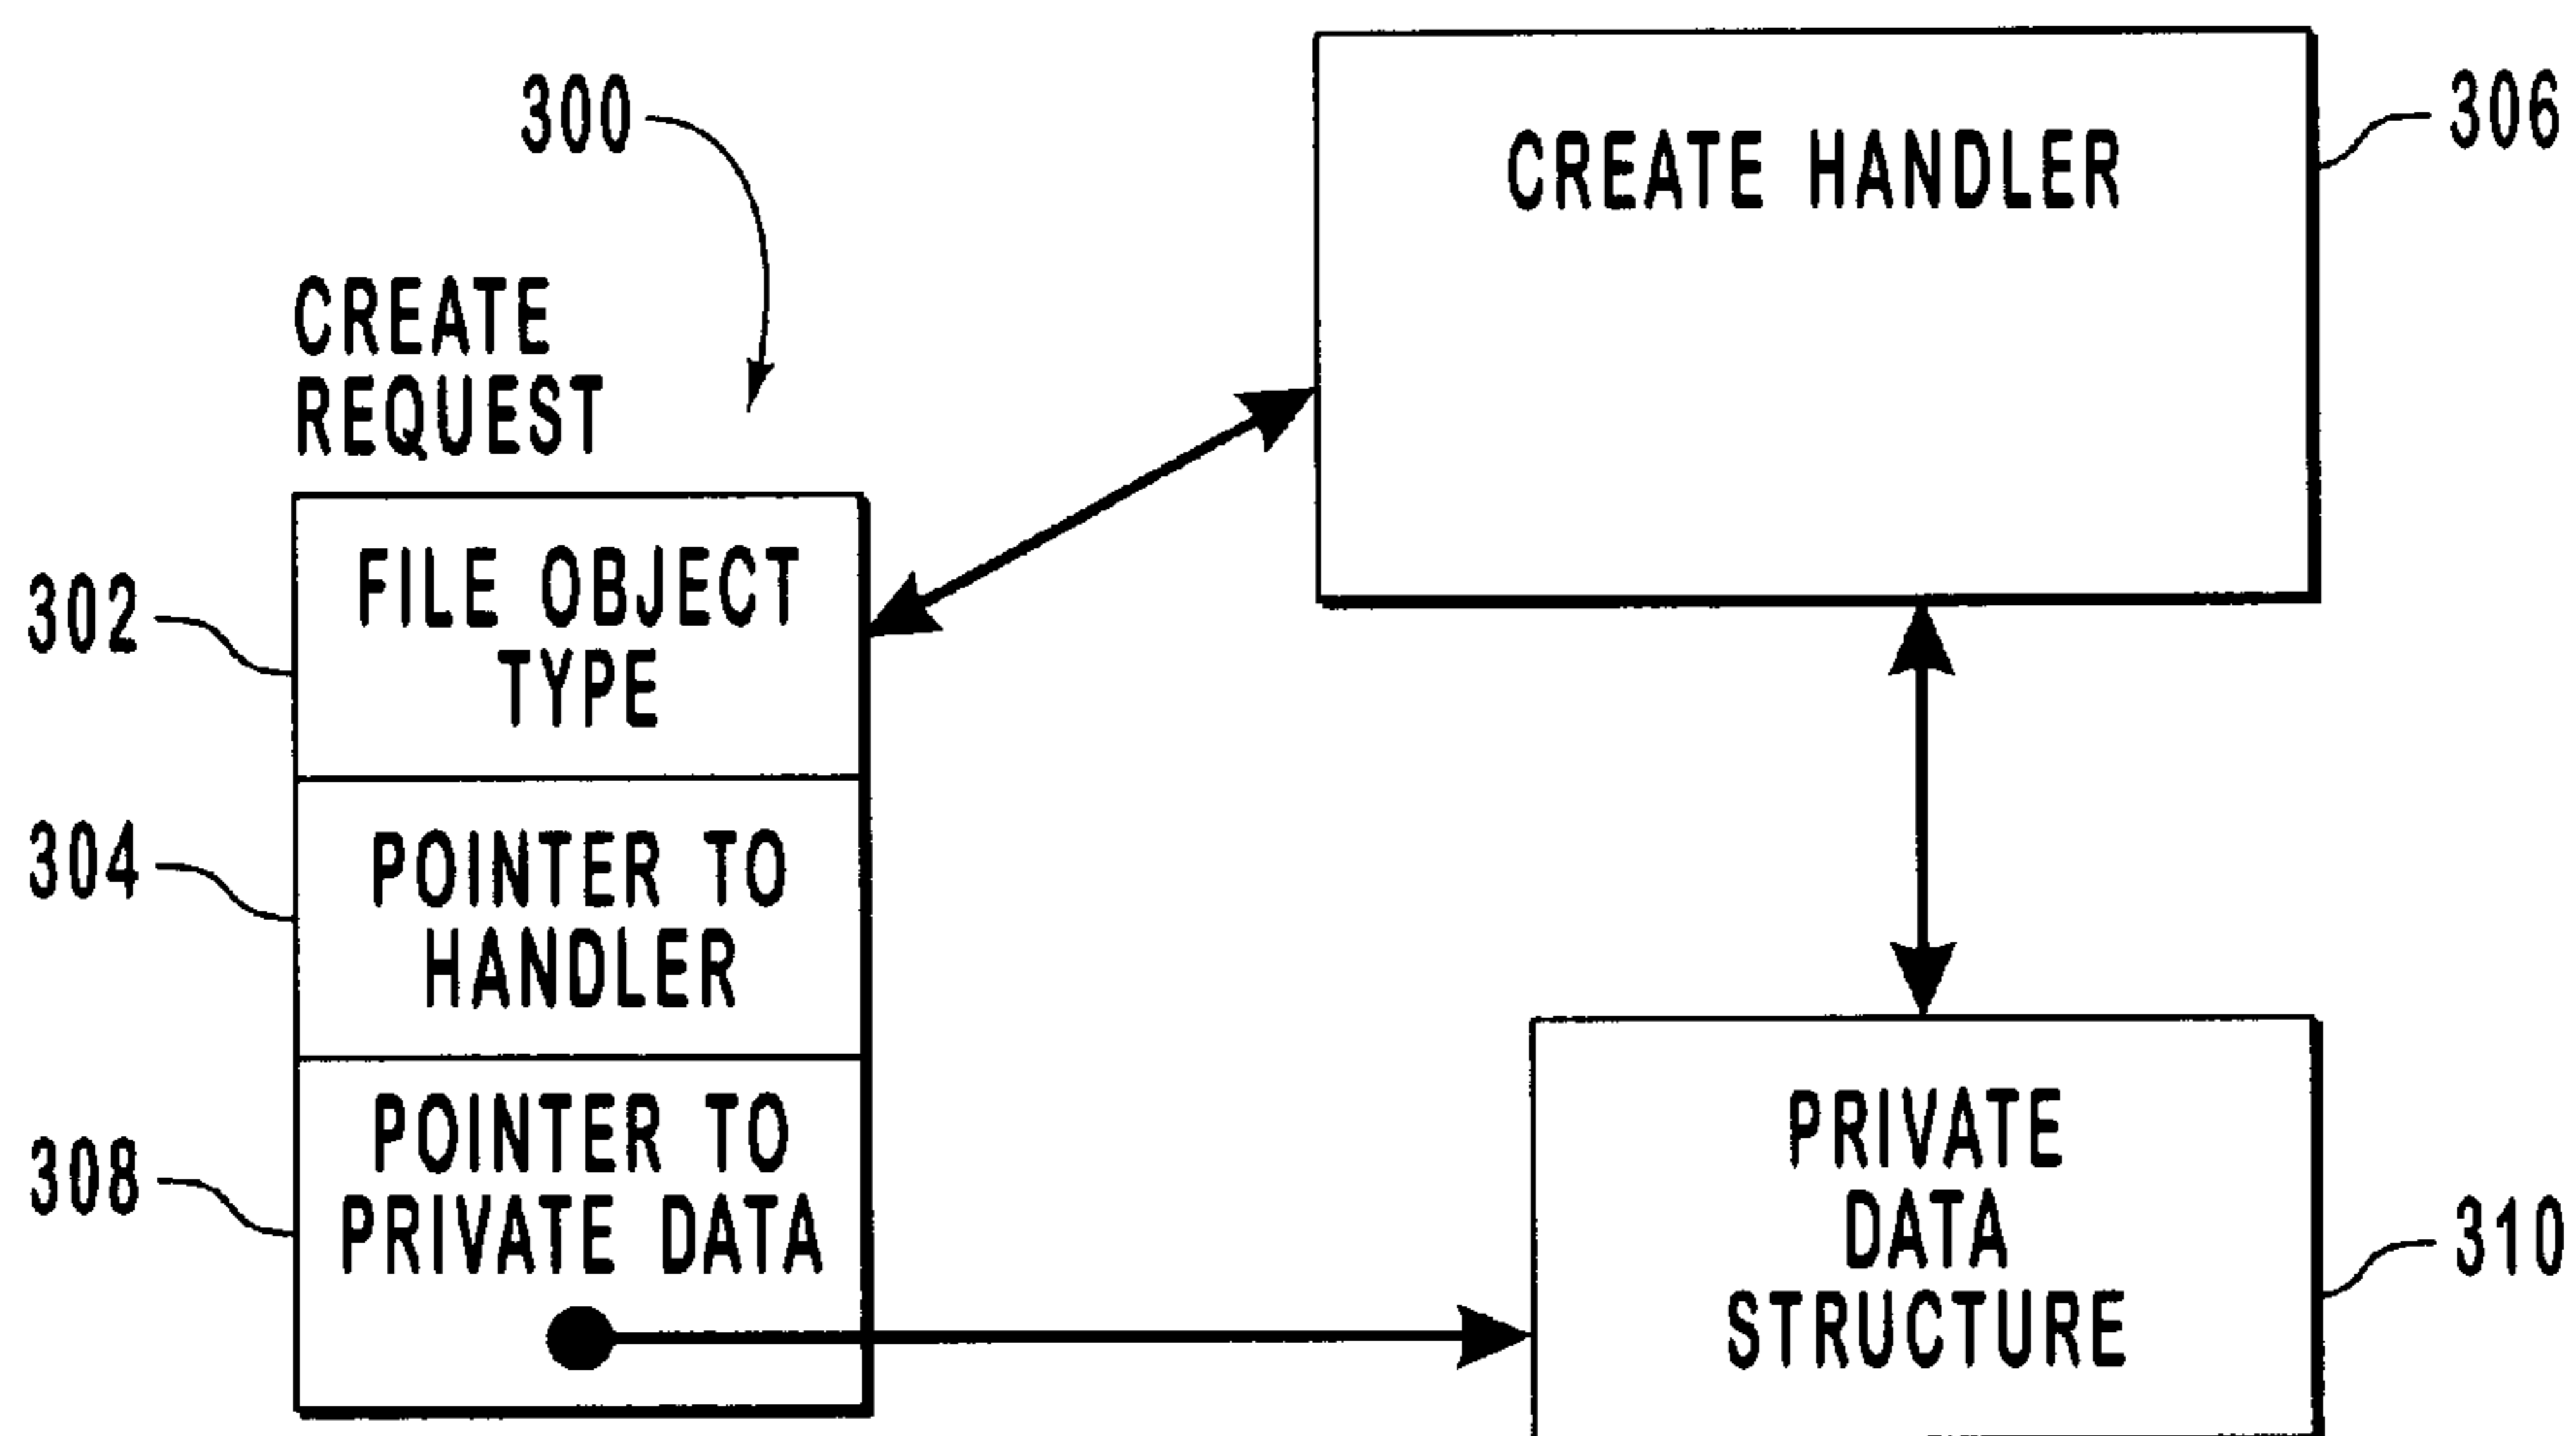 300
CREATE
REQUEST
302
FILE OBJECT
TYPE
304
POINTER TO
HANDLER
308
POINTER TO
PRIVATE DATA
CREATE HANDLER
306
PRIVATE
DATA
STRUCTURE
310